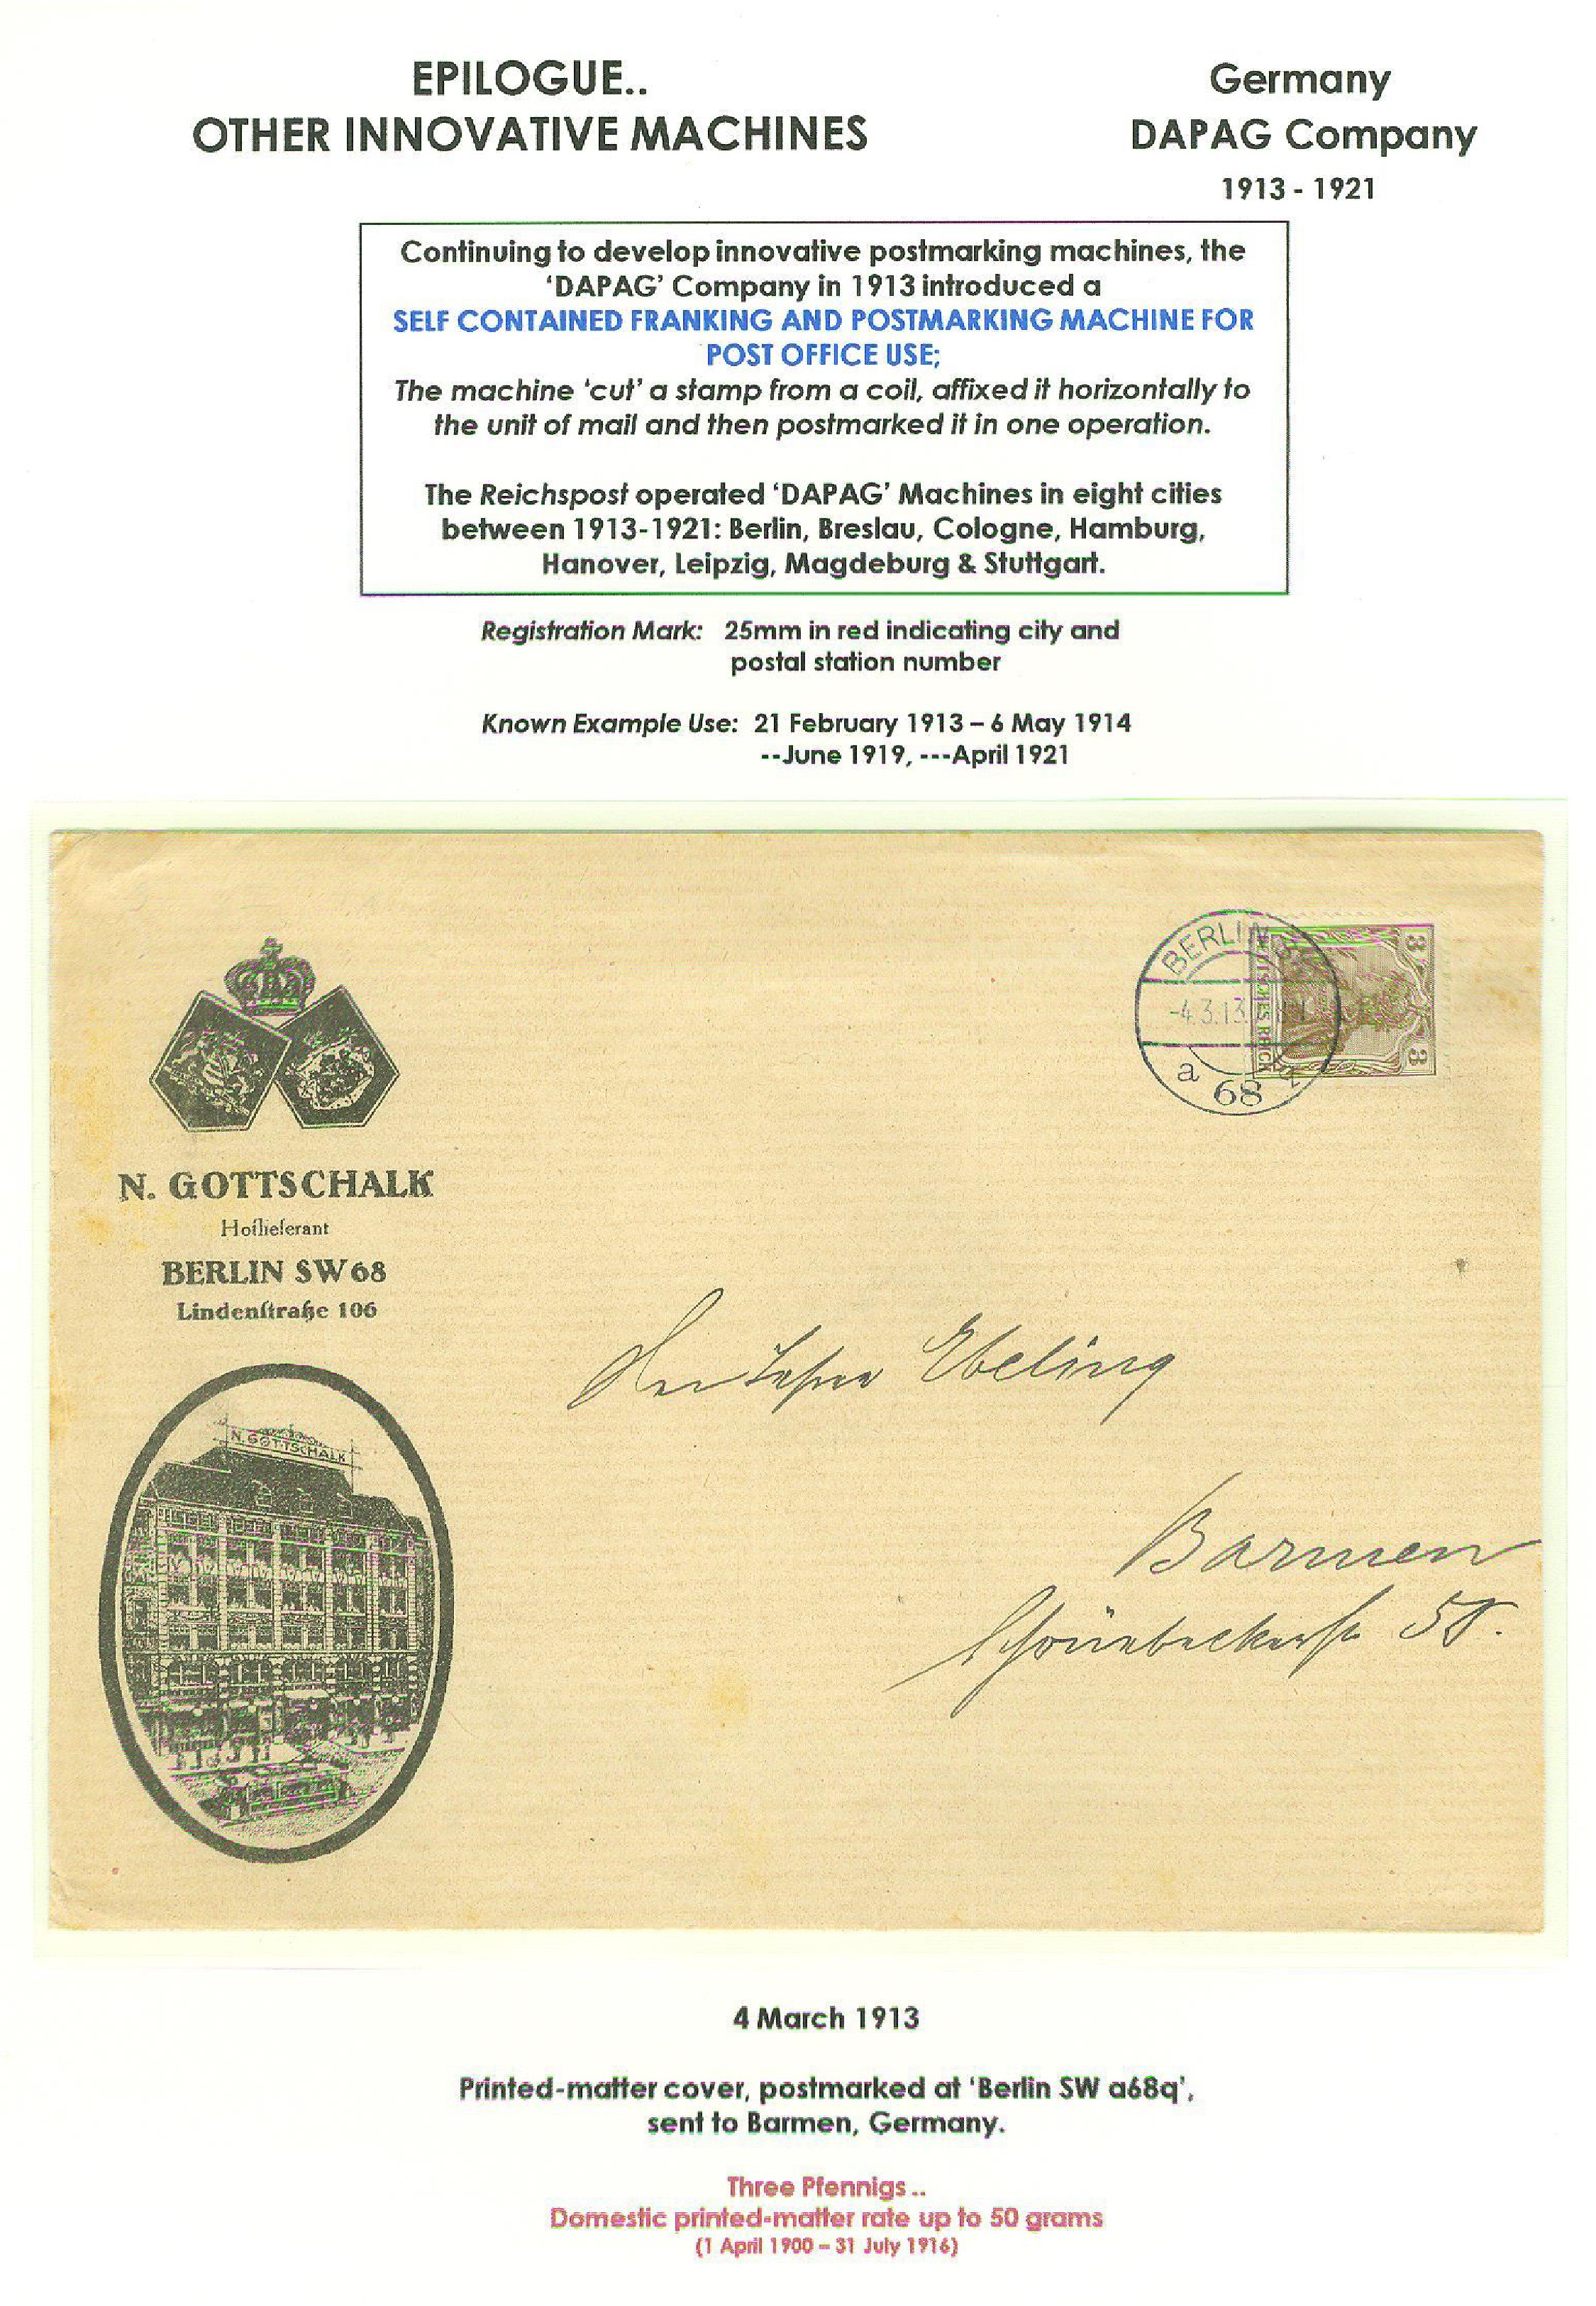 EPILOGUE..
OTHER INNOVATIVE MACHINES
Germany
DAPAG Company
1913 - 1921
Continuing to develop innovative postmarking machines, the
‘DAPAG’ Company in 1913 introduced a
SELF CONTAINED FRANKING AND POSTMARKING MACHINE FOR
POST OFFICE USE;
The machine ‘cut’ a stamp from a coil, affixed it horizontally to
the unit of mail and then postmarked it in one operation.
The Reichspost operated ‘DAPAG’ Machines in eight cities
between 1913-1921: Berlin, Breslau, Cologne, Hamburg,
Hanover, Leipzig, Magdeburg & Stuttgart.
Registration Mark: 25mm in red indicating city and
postal station number
Known Example Use: 21 February 1913 – 6 May 1914
--June 1919, ---April 1921
BERLIN
-4.3.13
a 68
3
3
DEUTSCHES REICH
N. GOTTSCHALK
Hoflieferant
BERLIN SW68
Lindenſtraße 106
N. GOTTSCHALK
Ebeling
Barmen
4 March 1913
Printed-matter cover, postmarked at ‘Berlin SW a68q’,
sent to Barmen, Germany.
Three Pfennigs ..
Domestic printed-matter rate up to 50 grams
(1 April 1900 – 31 July 1916)